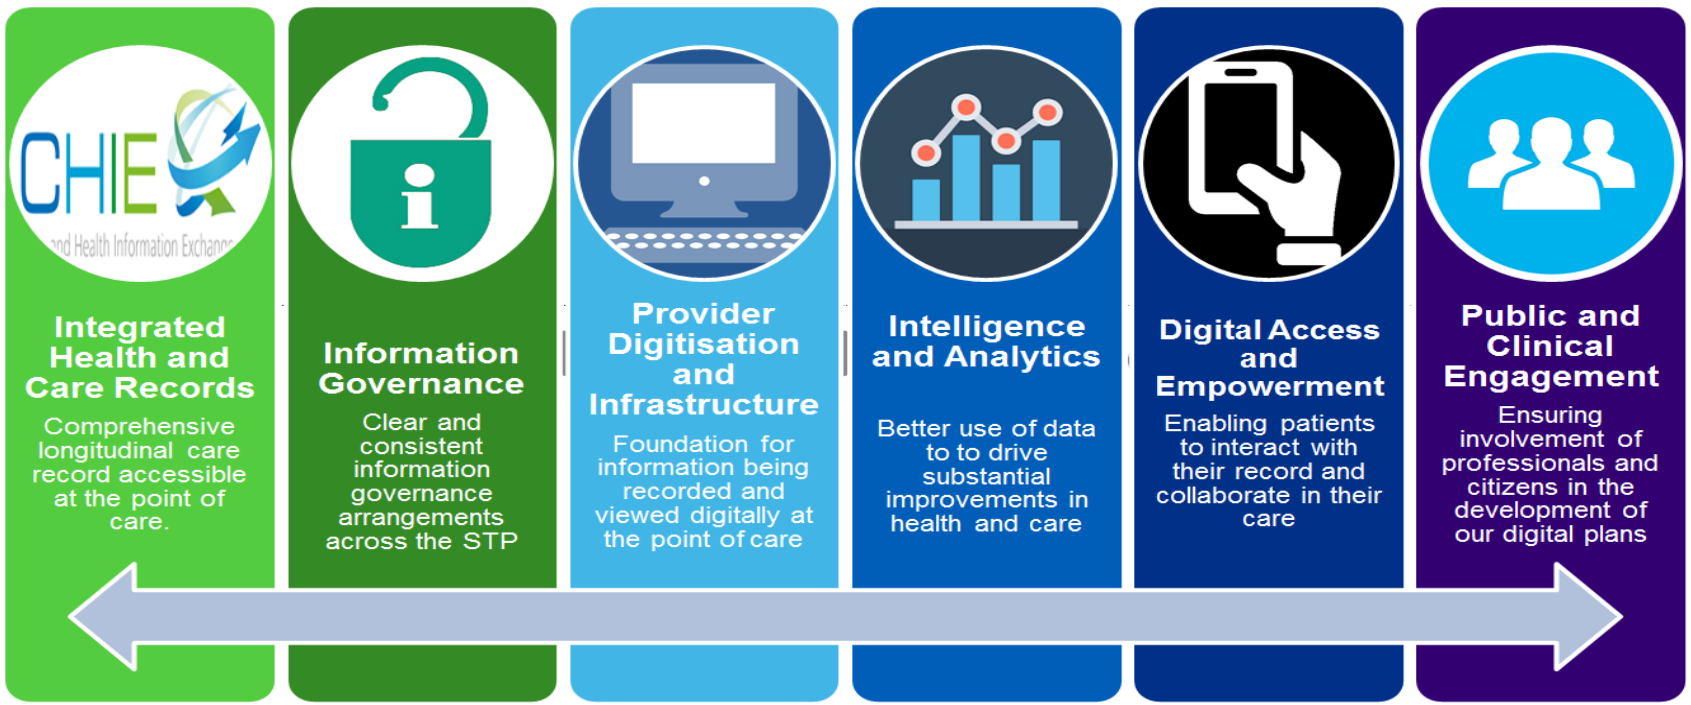 CHIE
nd Health Information Exchan
i
Integrated
Health and
Care Records
Comprehensive
longitudinal care
record accessible
at the point of
care.
Information
Governance
Clear and
consistent
information
governance
arrangements
across the STP
Provider
Digitisation
and
Infrastructure
Foundation for
information being
recorded and
viewed digitally at
the point of care
Intelligence
and Analytics
Better use of data
to to drive
substantial
improvements in
health and care
Digital Access
and
Empowerment
Enabling patients
to interact with
their record and
collaborate in their
care
Public and
Clinical
Engagement
Ensuring
involvement of
professionals and
citizens in the
development of
our digital plans